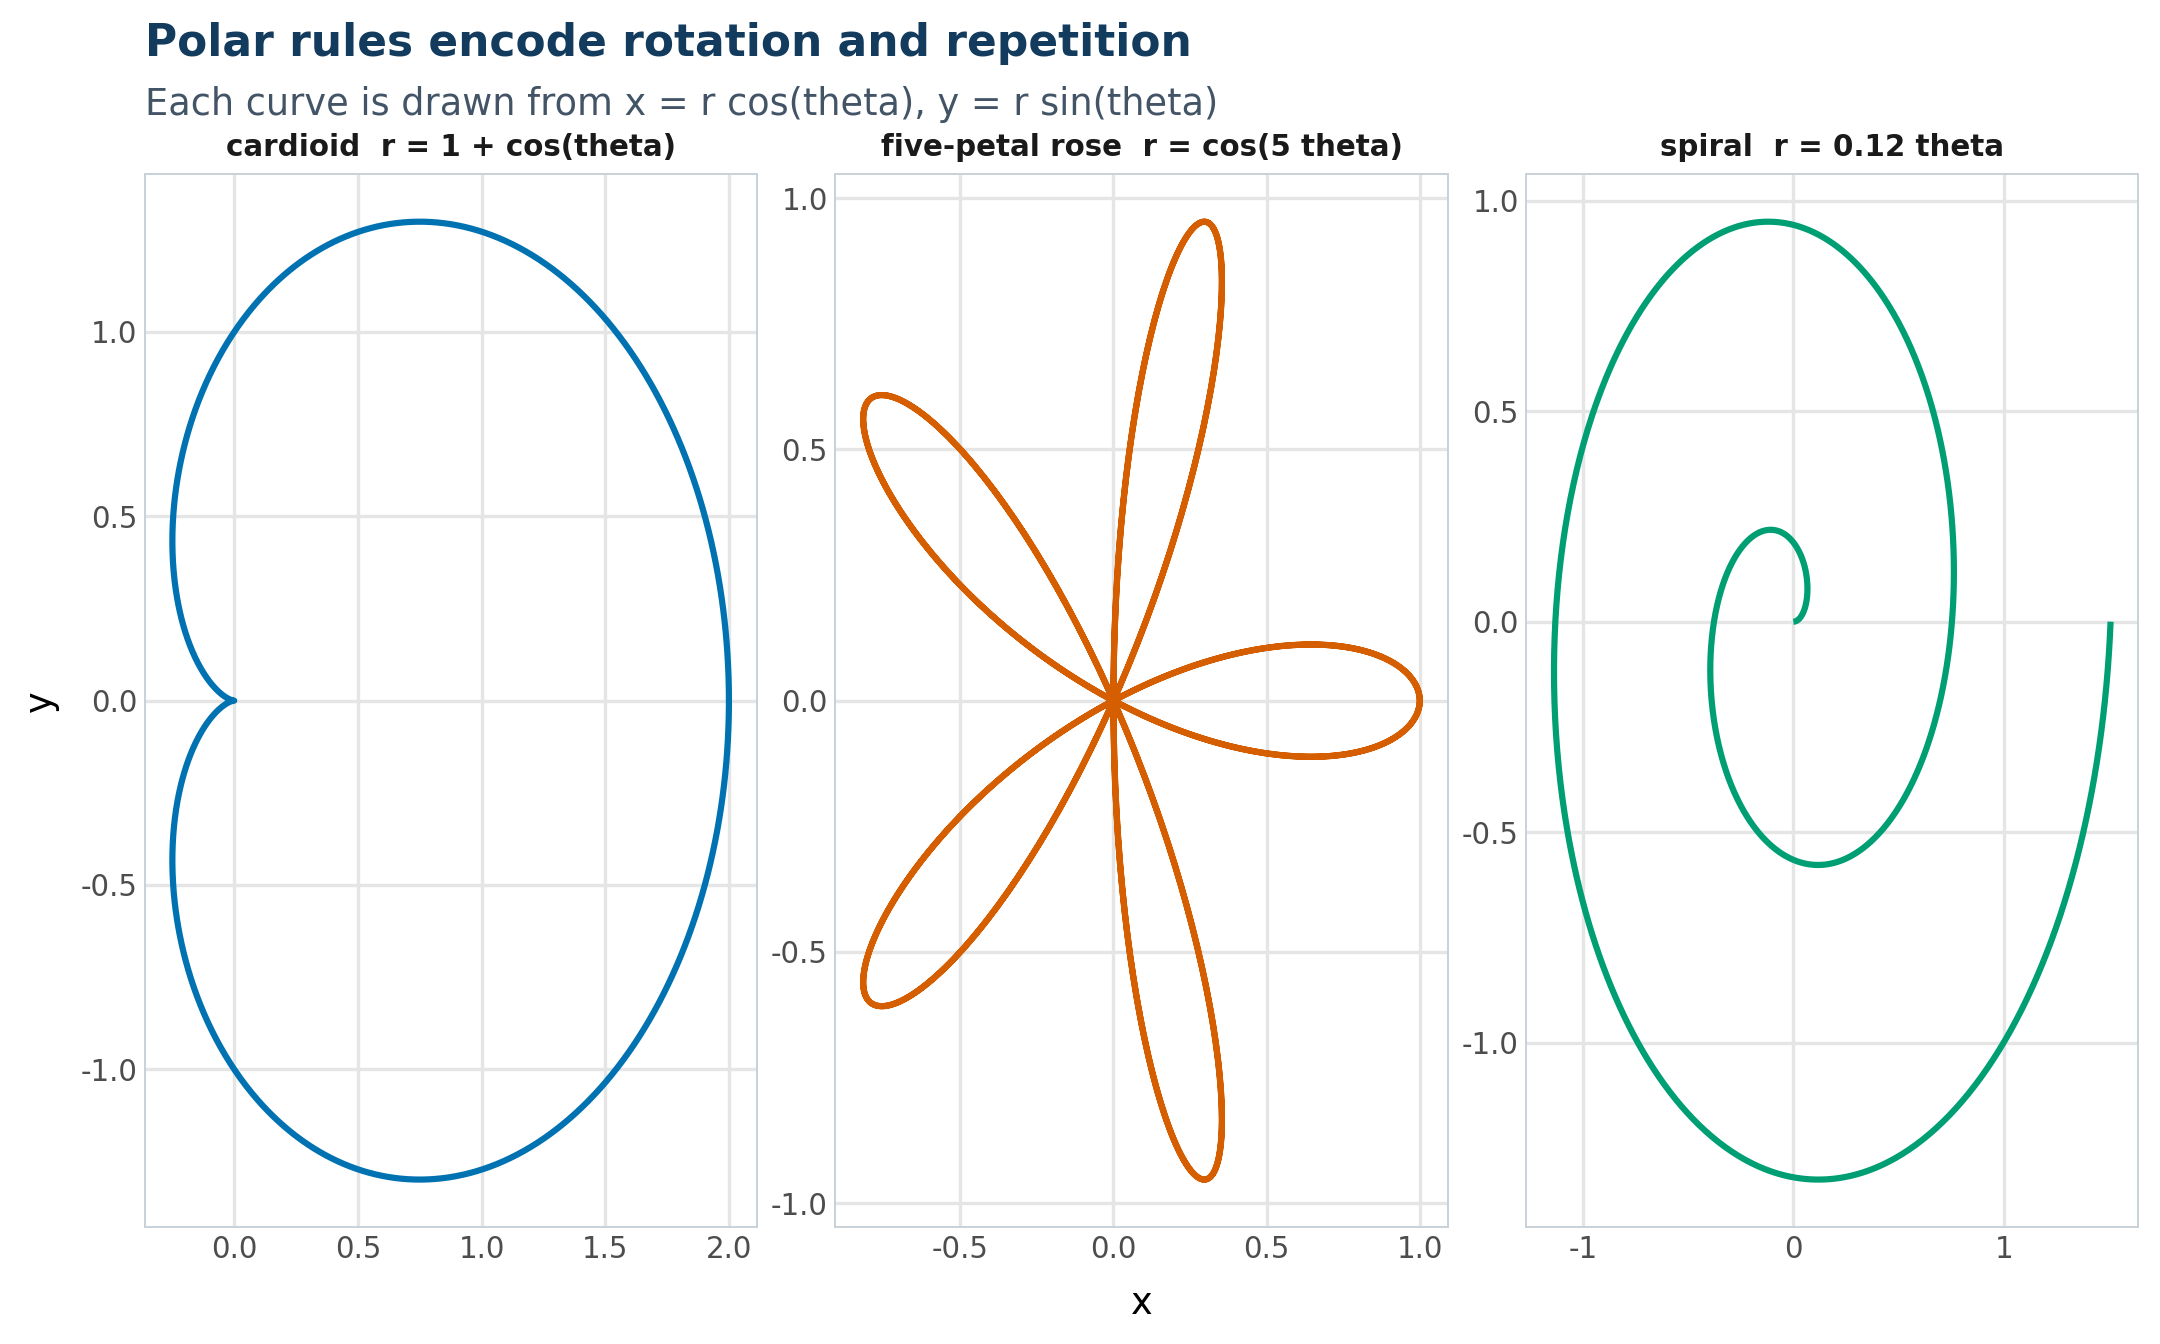 Polar rules encode rotation and repetition
Each curve is drawn from x = r cos(theta), y = r sin(theta)
cardioid  r = 1 + cos(theta)
five-petal rose  r = cos(5 theta)
spiral  r = 0.12 theta
y
1.0
0.5
0.0
-0.5
-1.0
0.0 0.5 1.0 1.5 2.0
1.0
0.5
0.0
-0.5
-1.0
-0.5 0.0 0.5 1.0
1.0
0.5
0.0
-0.5
-1.0
-1 0 1
x